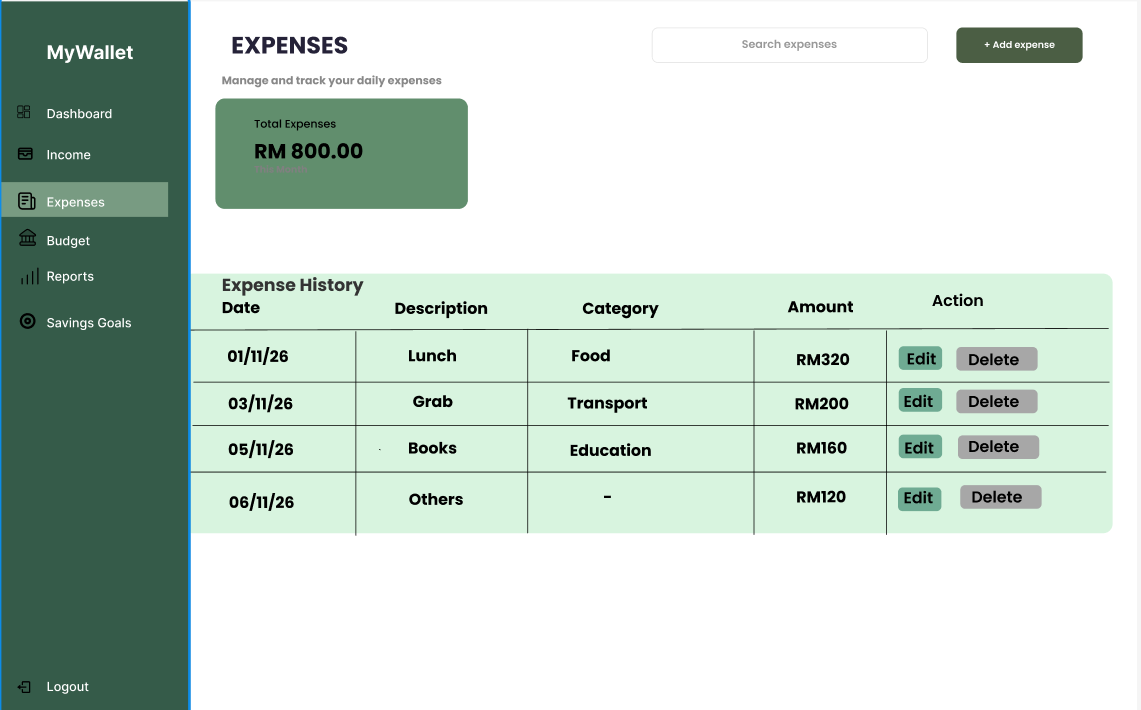 MyWallet
Dashboard
Income
Expenses
Budget
Reports
Savings Goals
Logout
EXPENSES
Search expenses
+ Add expense
Manage and track your daily expenses
Total Expenses
RM 800.00
Expense History
Date Description Category Amount Action
01/11/26 Lunch Food RM320 Edit Delete
03/11/26 Grab Transport RM200 Edit Delete
05/11/26 Books Education RM160 Edit Delete
06/11/26 Others - RM120 Edit Delete